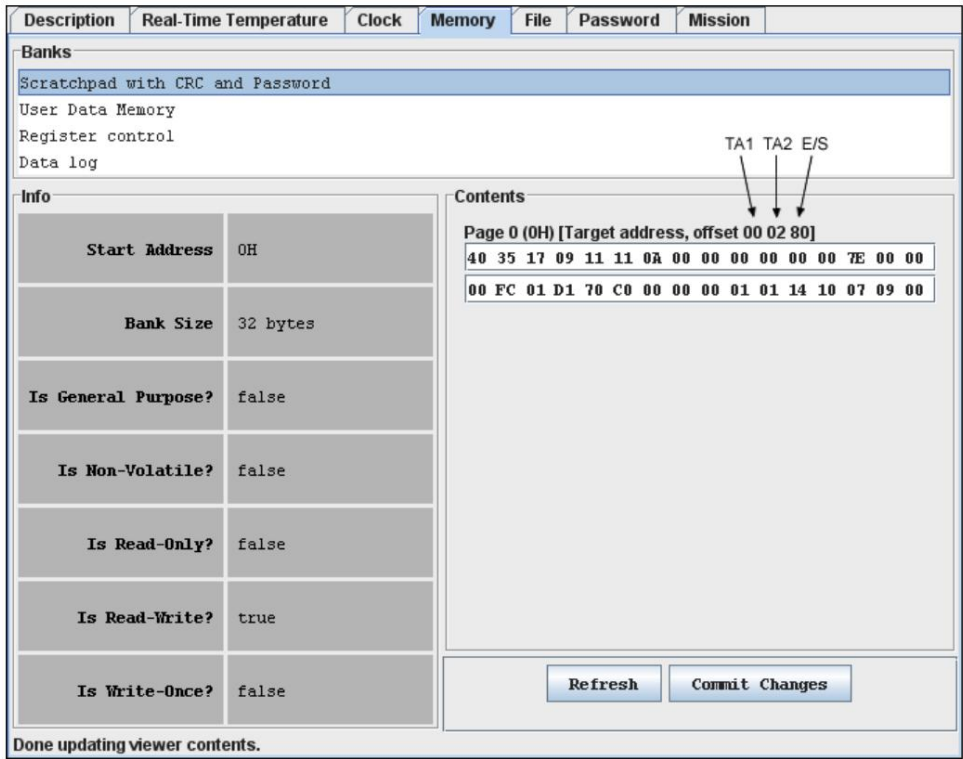 Description Real-Time Temperature Clock Memory File Password Mission
Banks
Scratchpad with CRC and Password
User Data Memory
Register control
Data log
TA1 TA2 E/S
Info
Start Address 0H
Bank Size 32 bytes
Is General Purpose? false
Is Non-Volatile? false
Is Read-Only? false
Is Read-Write? true
Is Write-Once? false
Contents
Page 0 (0H) [Target address, offset 00 02 80]
40 35 17 09 11 11 0A 00 00 00 00 00 00 7E 00 00
00 FC 01 D1 70 C0 00 00 00 01 01 14 10 07 09 00
Refresh Commit Changes
Done updating viewer contents.